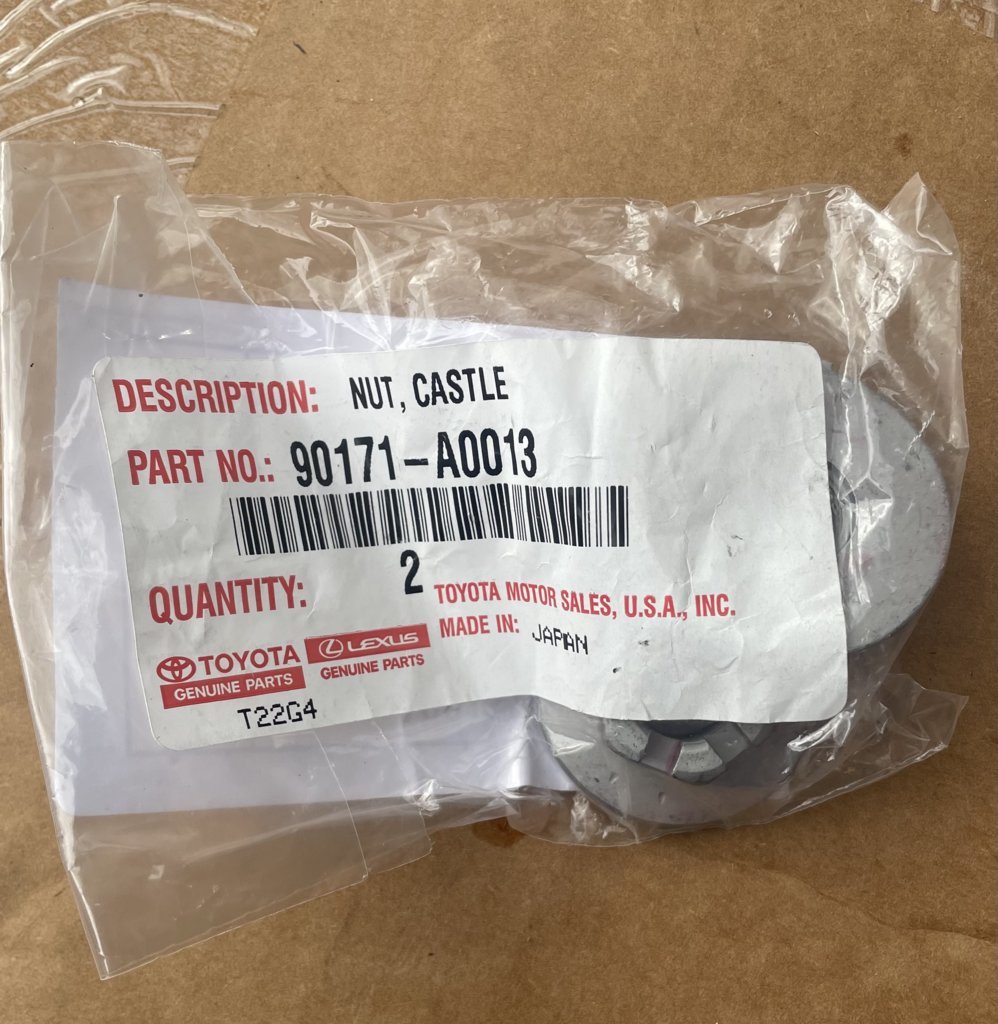 DESCRIPTION: NUT, CASTLE
PART NO.: 90171-A0013
QUANTITY: 2
TOYOTA MOTOR SALES, U.S.A., INC.
MADE IN: JAPAN
TOYOTA
GENUINE PARTS
LEXUS
GENUINE PARTS
T22G4